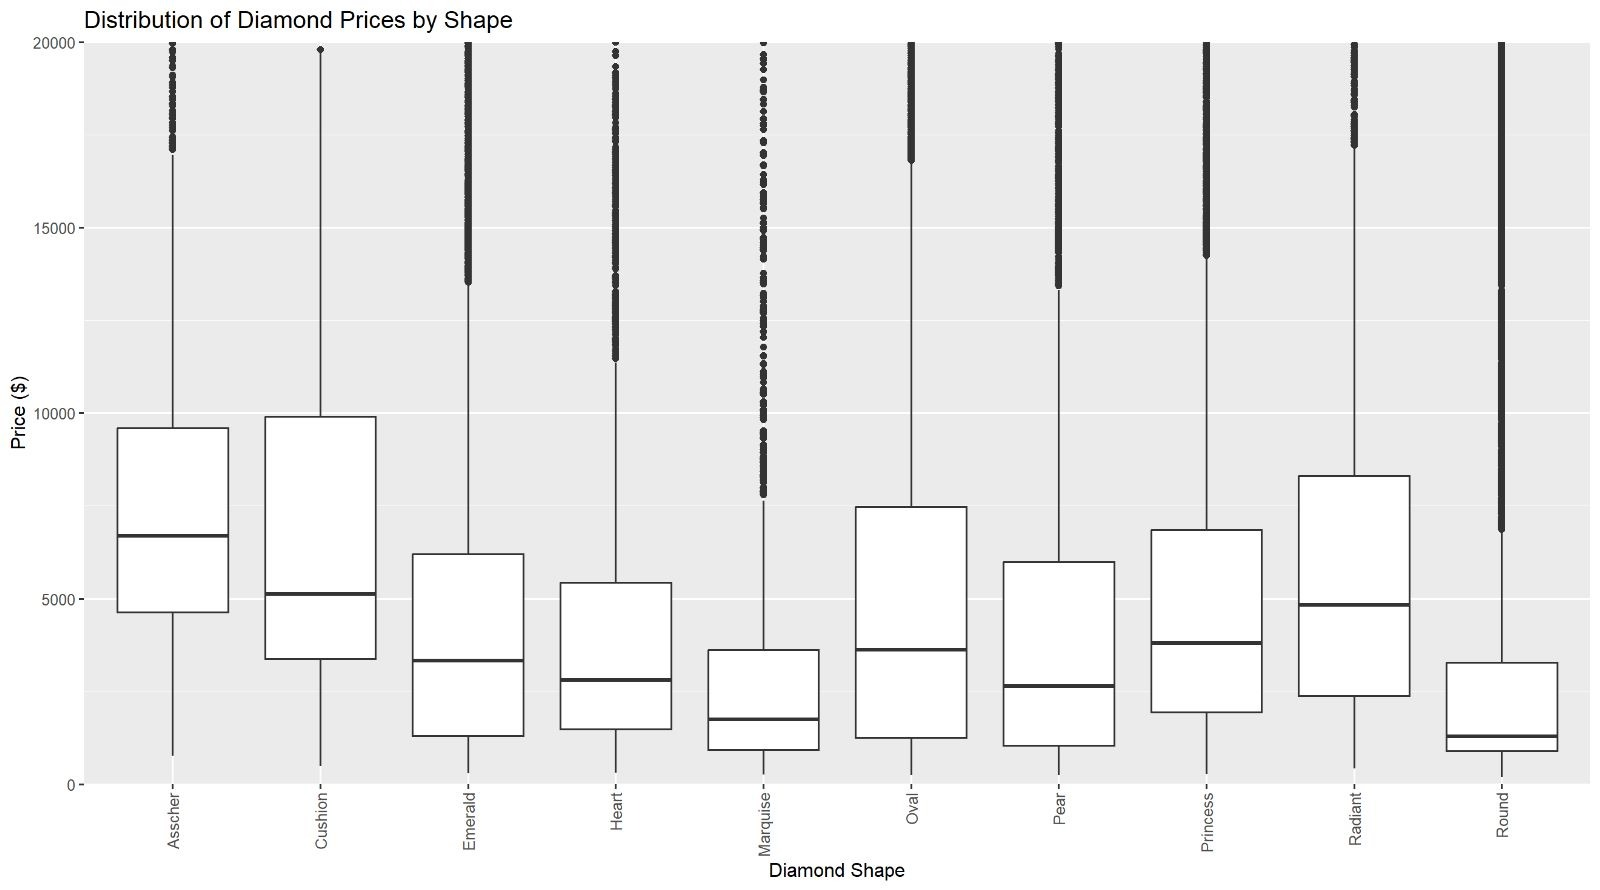 Distribution of Diamond Prices by Shape
20000
15000
10000
5000
0
Price ($)
Asscher
Cushion
Emerald
Heart
Marquise
Oval
Pear
Princess
Radiant
Round
Diamond Shape